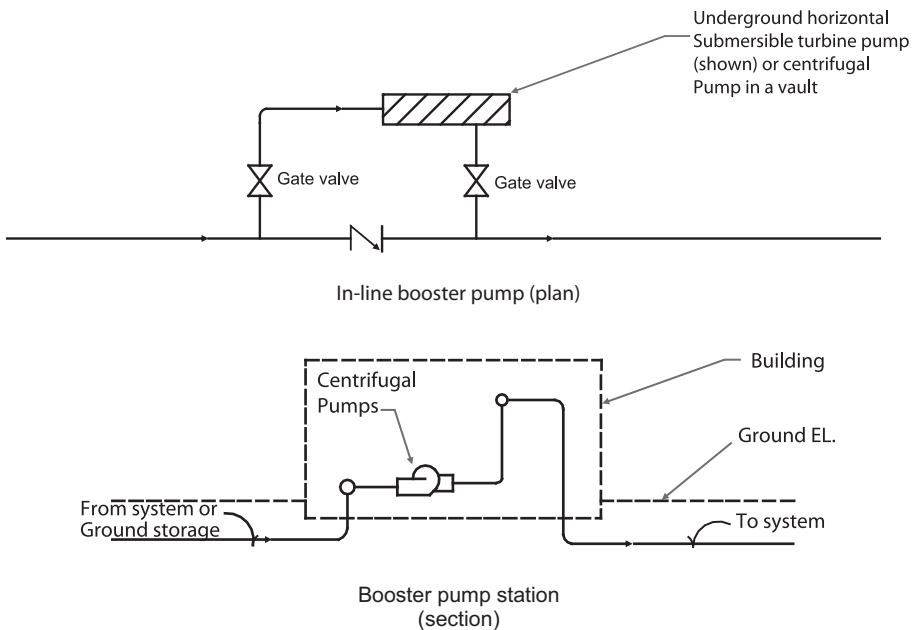 Underground horizontal
Submersible turbine pump
(shown) or centrifugal
Pump in a vault
Gate valve
Gate valve
In-line booster pump (plan)
Centrifugal
Pumps
Building
Ground EL.
From system or
Ground storage
To system
Booster pump station
(section)